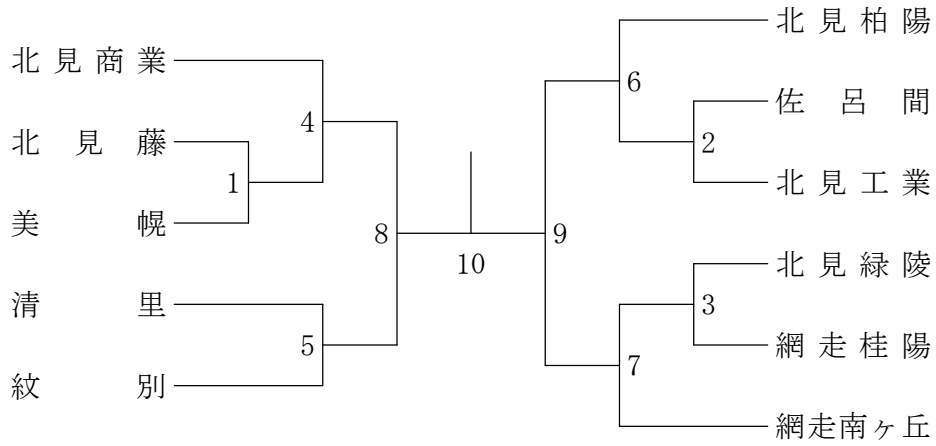 北見商業
北見藤
美幌
清里
紋別
1
4
5
8
10
9
6
2
3
7
北見柏陽
佐呂間
北見工業
北見緑陵
網走桂陽
網走南ヶ丘